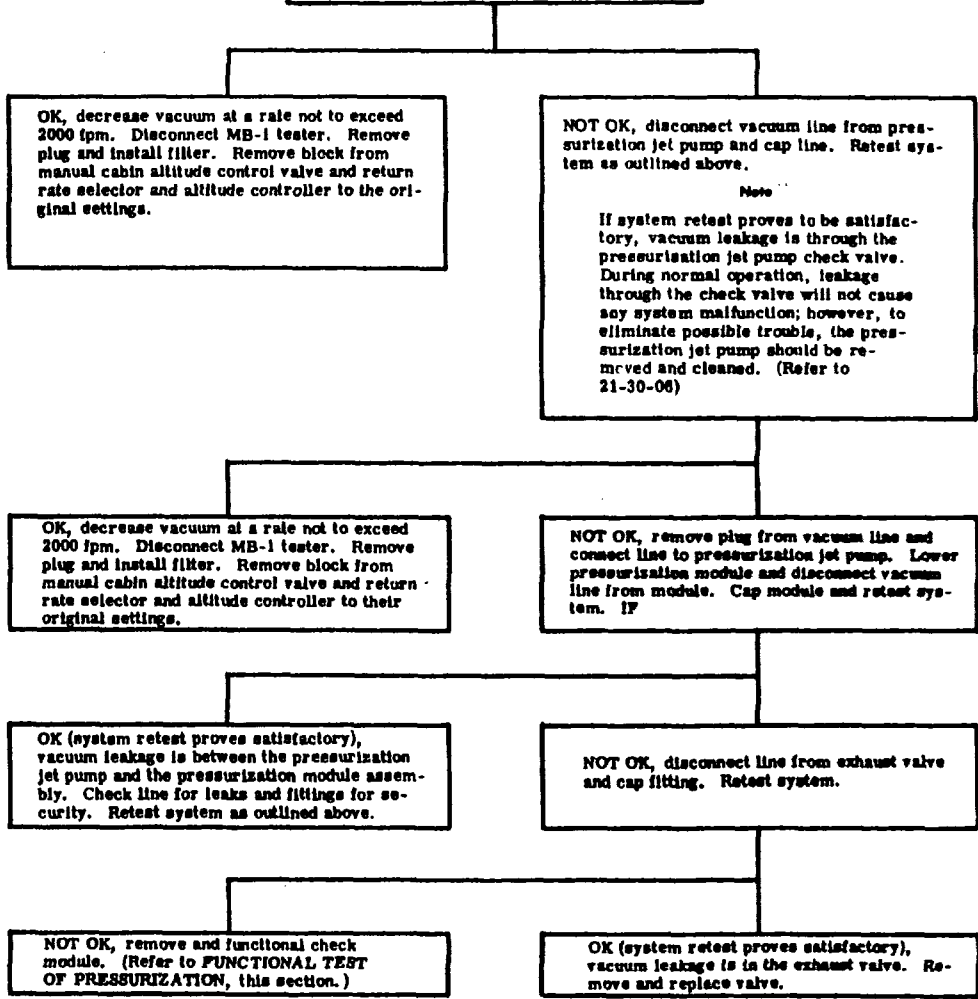 OK, decrease vacuum at a rate not to exceed
2000 fpm. Disconnect MB-1 tester. Remove
plug and install filter. Remove block from
manual cabin altitude control valve and return
rate selector and altitude controller to the ori-
ginal settings.
NOT OK, disconnect vacuum line from pres-
surization jet pump and cap line. Retest sys-
tem as outlined above.
Note
If system retest proves to be satisfac-
tory, vacuum leakage is through the
pressurization jet pump check valve.
During normal operation, leakage
through the check valve will not cause
any system malfunction; however, to
eliminate possible trouble, the pres-
surization jet pump should be re-
moved and cleaned. (Refer to
21-30-06)
OK, decrease vacuum at a rate not to exceed
2000 fpm. Disconnect MB-1 tester. Remove
plug and install filter. Remove block from
manual cabin altitude control valve and return
rate selector and altitude controller to their
original settings.
NOT OK, remove plug from vacuum line and
connect line to pressurization jet pump. Lower
pressurization module and disconnect vacuum
line from module. Cap module and retest sys-
tem. IF
OK (system retest proves satisfactory),
vacuum leakage is between the pressurization
jet pump and the pressurization module assem-
bly. Check line for leaks and fittings for se-
curity. Retest system as outlined above.
NOT OK, disconnect line from exhaust valve
and cap fitting. Retest system.
NOT OK, remove and functional check
module. (Refer to FUNCTIONAL TEST
OF PRESSURIZATION, this section.)
OK (system retest proves satisfactory),
vacuum leakage is in the exhaust valve. Re-
move and replace valve.